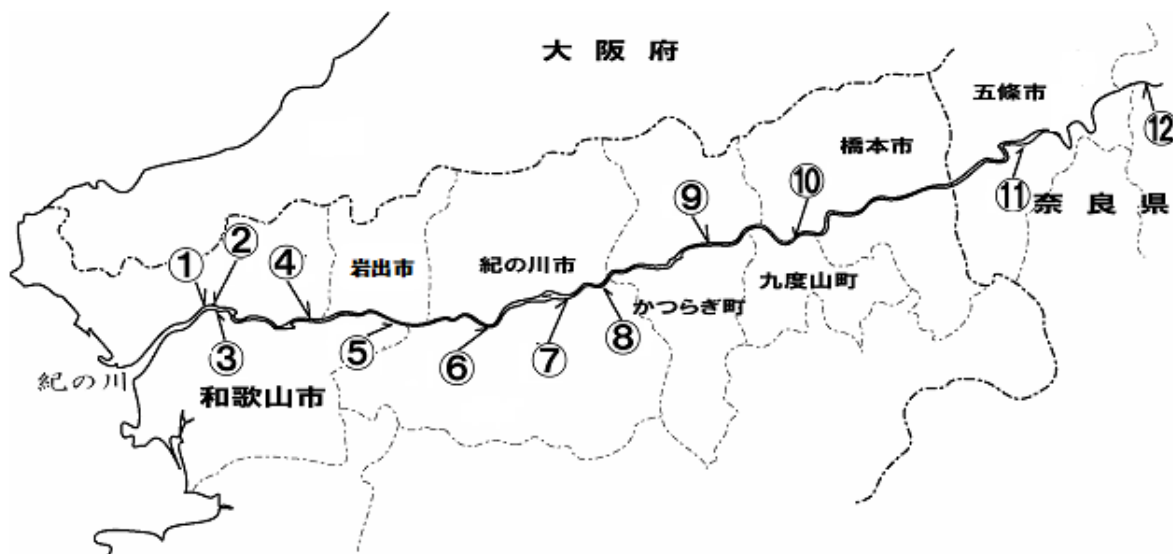 大阪府
五條市
⑫
橋本市
⑨
⑩
⑪
奈良県
①
②
④
岩出市
紀の川市
九度山町
かつらぎ町
③
⑤
⑥
⑦
⑧
紀の川
和歌山市